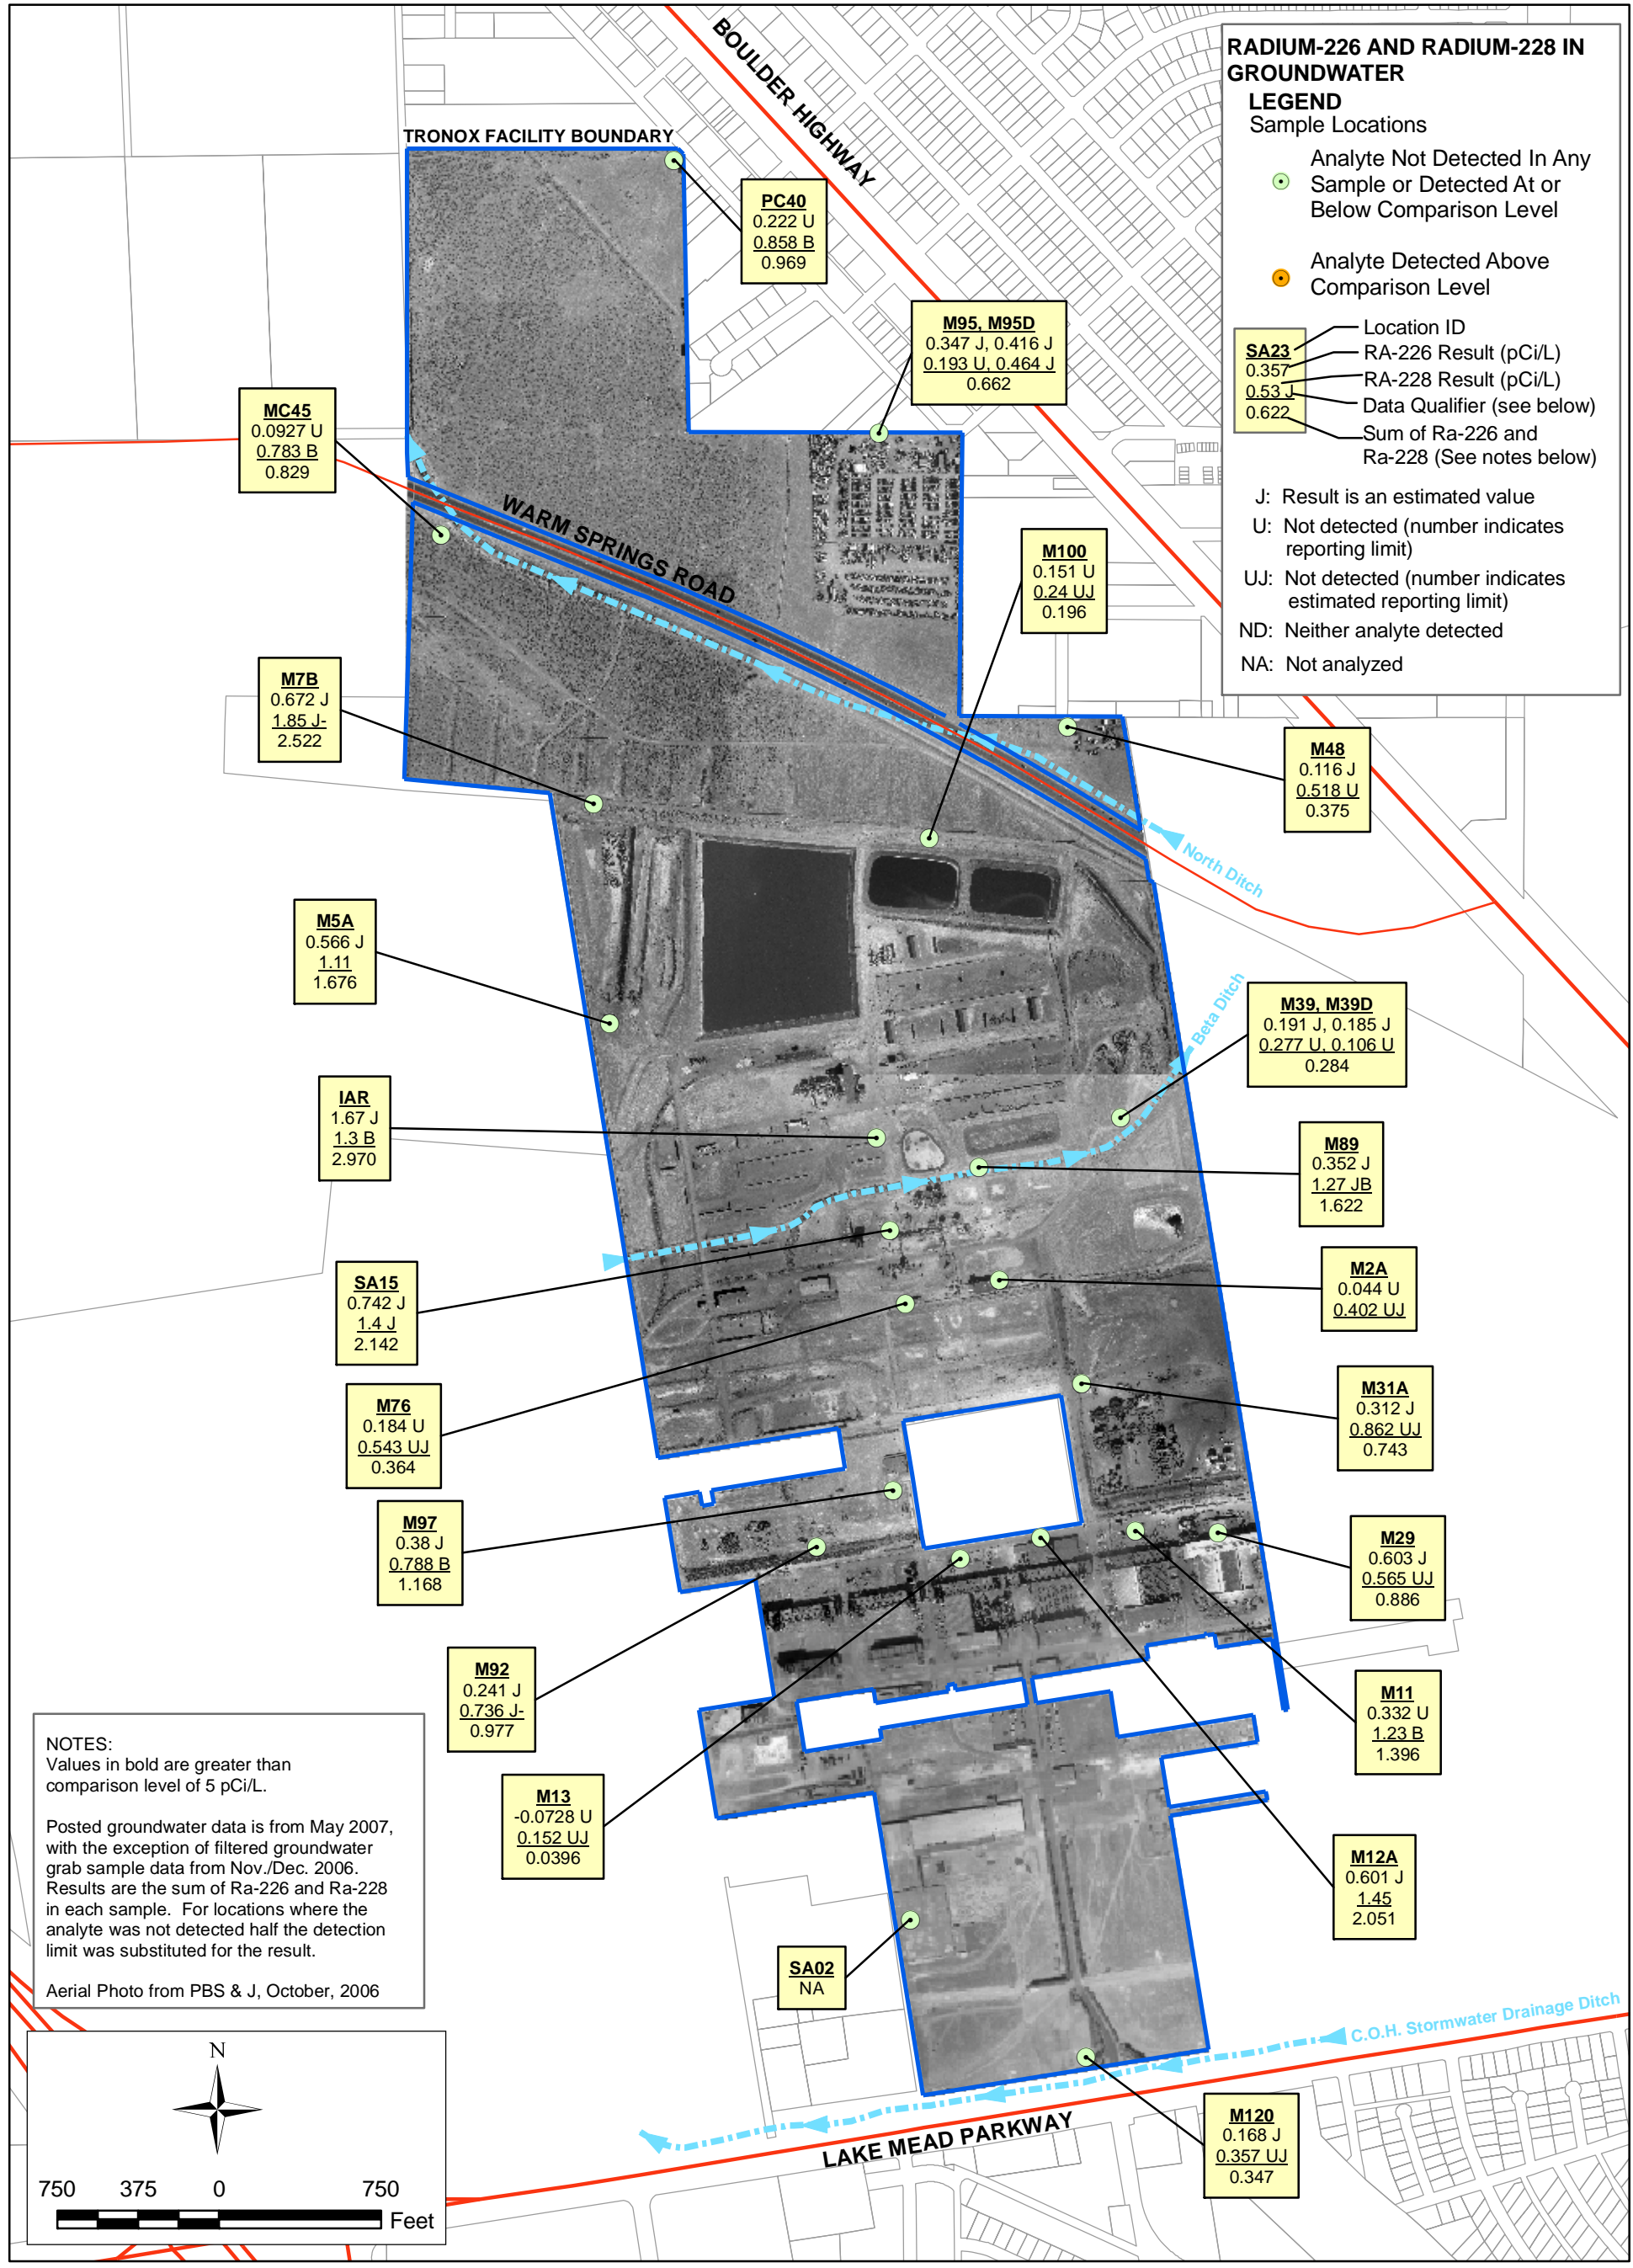 RADIUM-226 AND RADIUM-228 IN
GROUNDWATER
LEGEND
Sample Locations
Analyte Not Detected In Any
Sample or Detected At or
Below Comparison Level
Analyte Detected Above
Comparison Level
SA23
0.357
0.53 J
0.622
Location ID
RA-226 Result (pCi/L)
RA-228 Result (pCi/L)
Data Qualifier (see below)
Sum of Ra-226 and
Ra-228 (See notes below)
J: Result is an estimated value
U: Not detected (number indicates
reporting limit)
UJ: Not detected (number indicates
estimated reporting limit)
ND: Neither analyte detected
NA: Not analyzed
BOULDER HIGHWAY
TRONOX FACILITY BOUNDARY
PC40
0.222 U
0.858 B
0.969
M95, M95D
0.347 J, 0.416 J
0.193 U, 0.464 J
0.662
MC45
0.0927 U
0.783 B
0.829
WARM SPRINGS ROAD
M100
0.151 U
0.24 UJ
0.196
M7B
0.672 J
1.85 J-
2.522
M48
0.116 J
0.518 U
0.375
North Ditch
M5A
0.566 J
1.11
1.676
Beta Ditch
M39, M39D
0.191 J, 0.185 J
0.277 U, 0.106 U
0.284
IAR
1.67 J
1.3 B
2.970
M89
0.352 J
1.27 JB
1.622
SA15
0.742 J
1.4 J
2.142
M2A
0.044 U
0.402 UJ
M76
0.184 U
0.543 UJ
0.364
M31A
0.312 J
0.862 UJ
0.743
M97
0.38 J
0.788 B
1.168
M29
0.603 J
0.565 UJ
0.886
M92
0.241 J
0.736 J-
0.977
M11
0.332 U
1.23 B
1.396
M13
-0.0728 U
0.152 UJ
0.0396
M12A
0.601 J
1.45
2.051
SA02
NA
M120
0.168 J
0.357 UJ
0.347
C.O.H. Stormwater Drainage Ditch
LAKE MEAD PARKWAY
NOTES:
Values in bold are greater than
comparison level of 5 pCi/L.
Posted groundwater data is from May 2007,
with the exception of filtered groundwater
grab sample data from Nov./Dec. 2006.
Results are the sum of Ra-226 and Ra-228
in each sample. For locations where the
analyte was not detected half the detection
limit was substituted for the result.
Aerial Photo from PBS & J, October, 2006
N
750 375 0 750
Feet